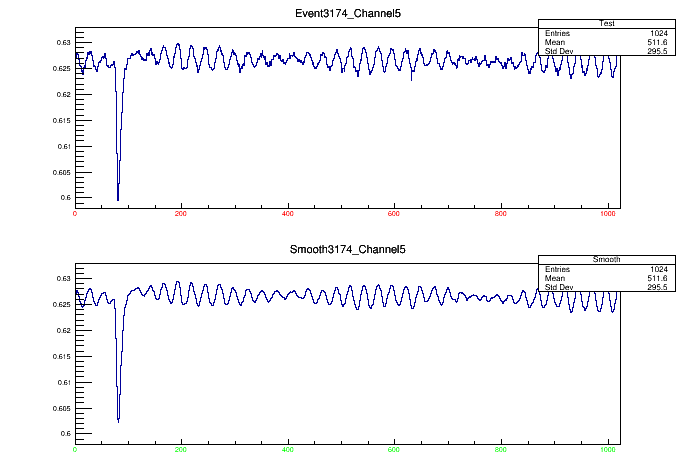 Event3174_Channel5
Test
Entries 1024
Mean 511.6
Std Dev 295.5
0.63
0.625
0.62
0.615
0.61
0.605
0.6
0 200 400 600 800 1000
Smooth3174_Channel5
Smooth
Entries 1024
Mean 511.6
Std Dev 295.5
0.63
0.625
0.62
0.615
0.61
0.605
0.6
0 200 400 600 800 1000